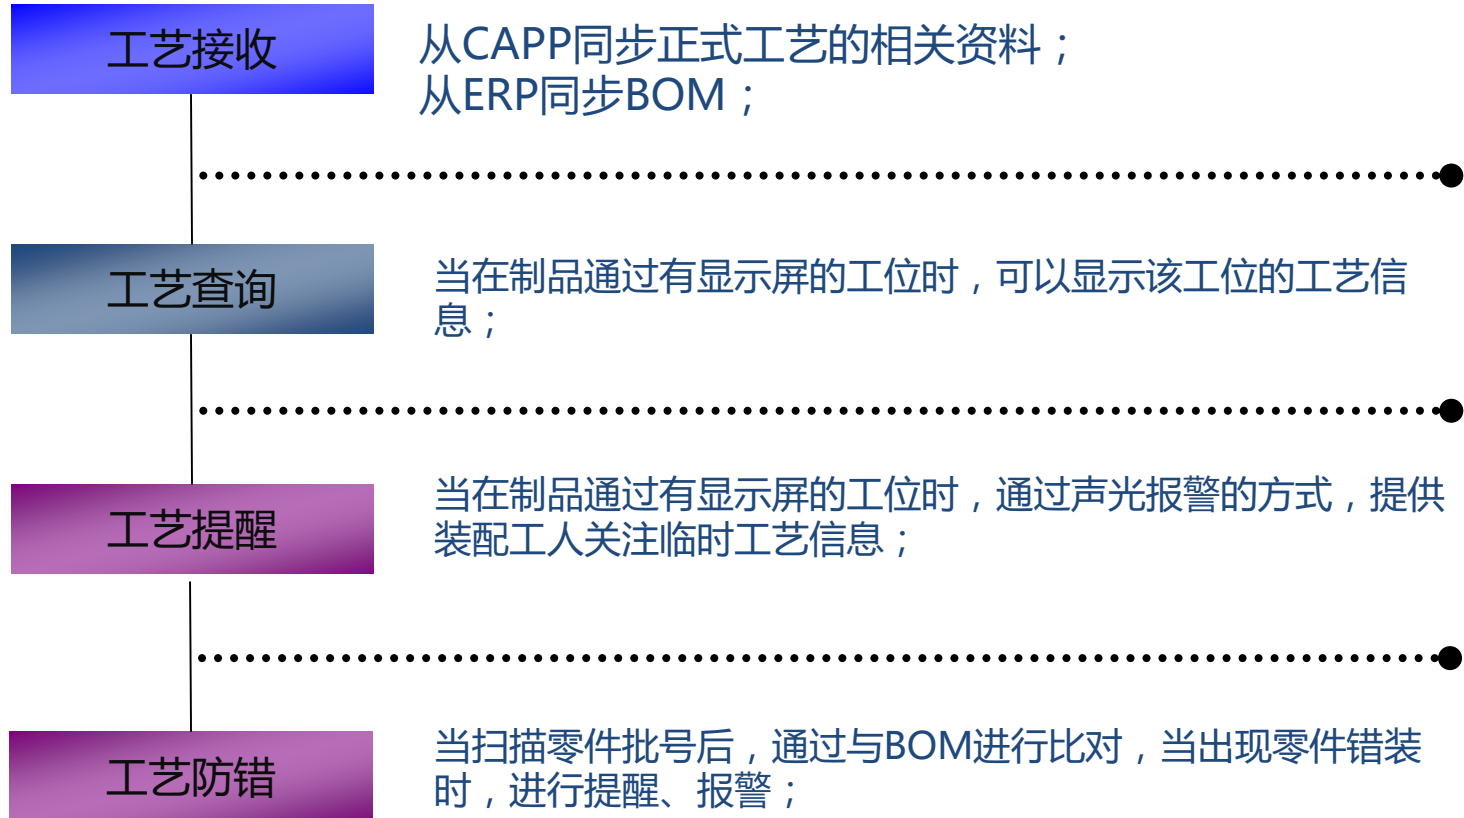 工艺接收
从CAPP同步正式工艺的相关资料；
从ERP同步BOM；
工艺查询
当在制品通过有显示屏的工位时，可以显示该工位的工艺信
息；
工艺提醒
当在制品通过有显示屏的工位时，通过声光报警的方式，提供
装配工人关注临时工艺信息；
工艺防错
当扫描零件批号后，通过与BOM进行比对，当出现零件错装
时，进行提醒、报警；